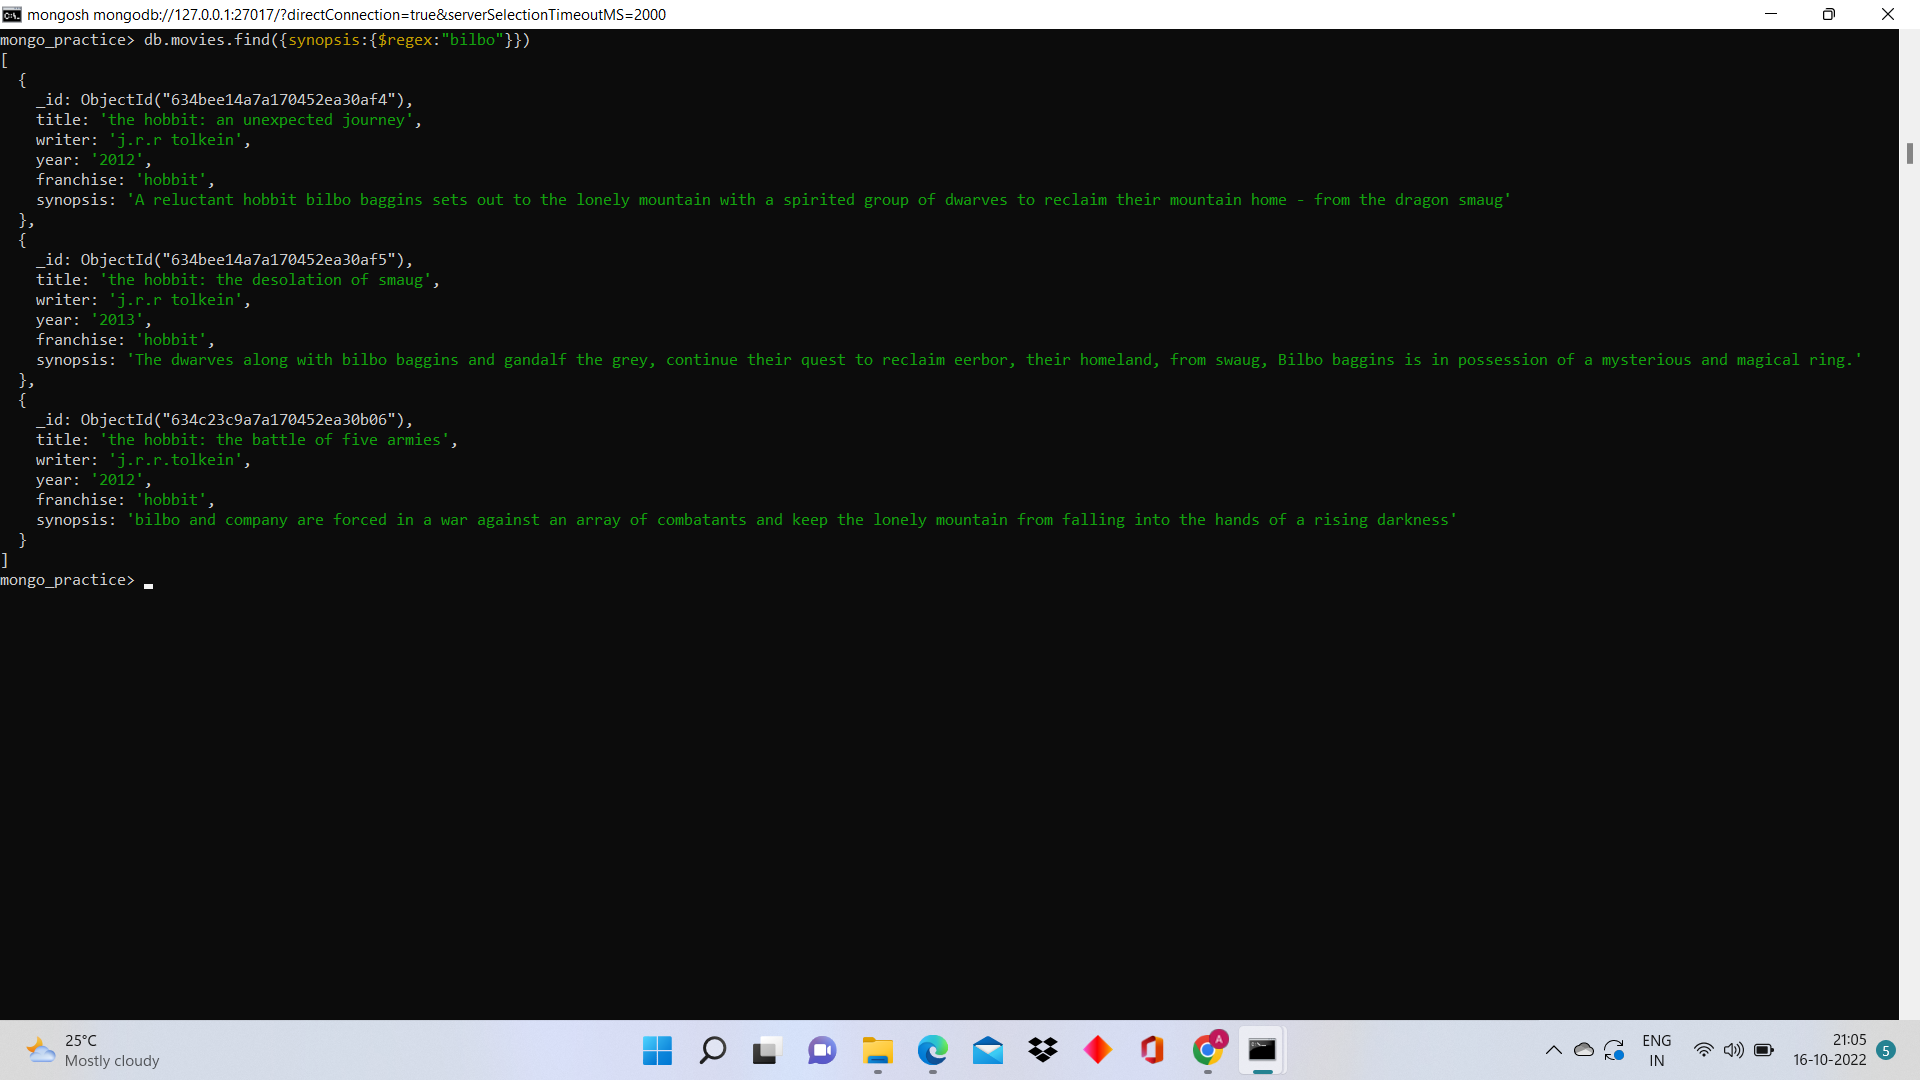 mongosh mongodb://127.0.0.1:27017/?directConnection=true&serverSelectionTimeoutMS=2000
mongo_practice> db.movies.find({synopsis:{$regex:"bilbo"}})
[
  {
    _id: ObjectId("634bee14a7a170452ea30af4"),
    title: 'the hobbit: an unexpected journey',
    writer: 'j.r.r tolkein',
    year: '2012',
    franchise: 'hobbit',
    synopsis: 'A reluctant hobbit bilbo baggins sets out to the lonely mountain with a spirited group of dwarves to reclaim their mountain home - from the dragon smaug'
  },
  {
    _id: ObjectId("634bee14a7a170452ea30af5"),
    title: 'the hobbit: the desolation of smaug',
    writer: 'j.r.r tolkein',
    year: '2013',
    franchise: 'hobbit',
    synopsis: 'The dwarves along with bilbo baggins and gandalf the grey, continue their quest to reclaim eerbor, their homeland, from swaug, Bilbo baggins is in possession of a mysterious and magical ring.'
  },
  {
    _id: ObjectId("634c23c9a7a170452ea30b06"),
    title: 'the hobbit: the battle of five armies',
    writer: 'j.r.r.tolkein',
    year: '2012',
    franchise: 'hobbit',
    synopsis: 'bilbo and company are forced in a war against an array of combatants and keep the lonely mountain from falling into the hands of a rising darkness'
  }
]
mongo_practice>
25°C
Mostly cloudy
A
ENG
IN
21:05
16-10-2022
5